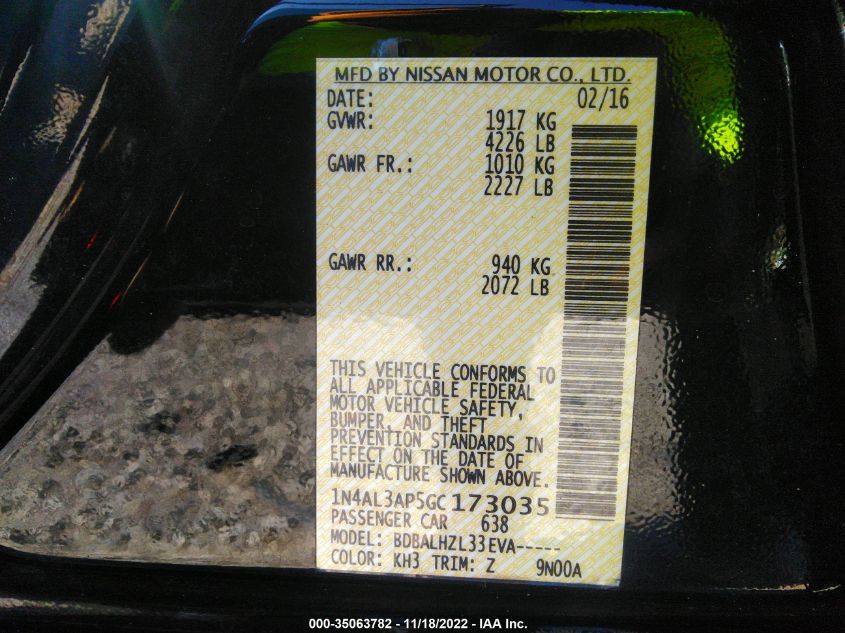 MFD BY NISSAN MOTOR CO., LTD.
DATE: 02/16
GVWR: 1917 KG
4226 LB
GAWR FR.: 1010 KG
2227 LB
GAWR RR.: 940 KG
2072 LB
THIS VEHICLE CONFORMS TO
ALL APPLICABLE FEDERAL
MOTOR VEHICLE SAFETY,
BUMPER, AND THEFT
PREVENTION STANDARDS IN
EFFECT ON THE DATE OF
MANUFACTURE SHOWN ABOVE.
1N4AL3AP5GC173035
PASSENGER CAR 638
MODEL: BDBALHZL33EVA-----
COLOR: KH3 TRIM: Z 9N00A
000-35063782 - 11/18/2022 - IAA Inc.